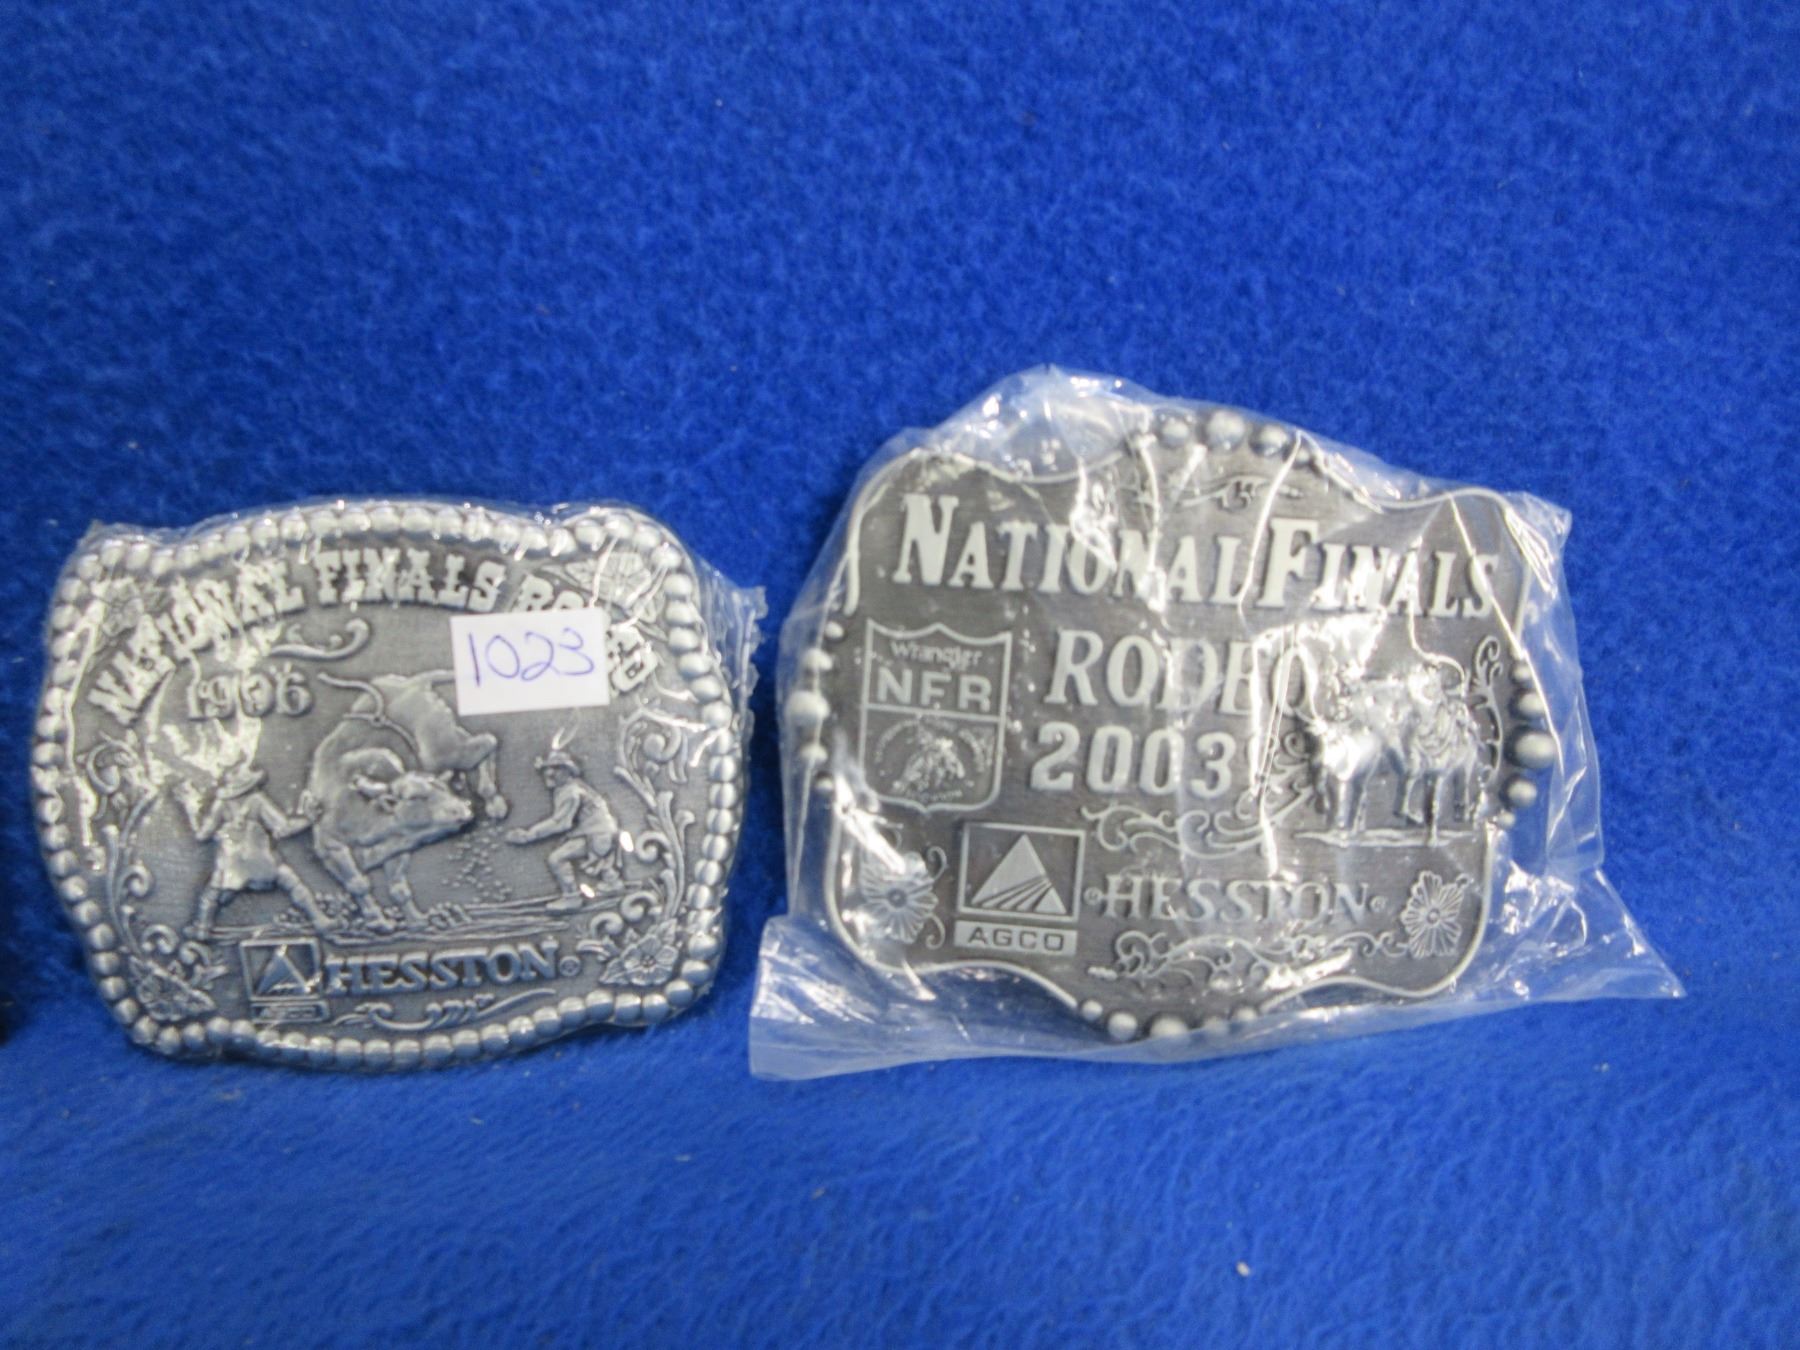 NATIONAL FINALS RODEO
1996
1023
HESSTON
NATIONAL FINALS
RODEO
2003
Wrangler
NFR
AGCO
HESSTON